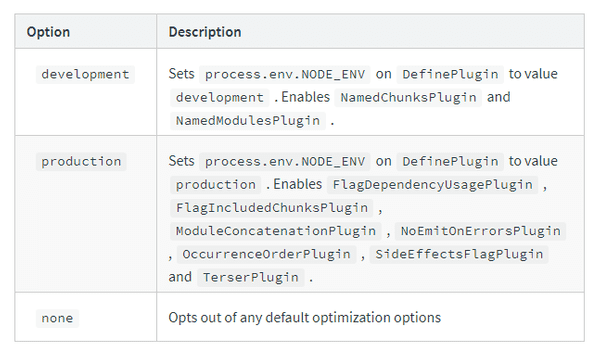 Option Description
development Sets process.env.NODE_ENV on DefinePlugin to value
development . Enables NamedChunksPlugin and
NamedModulesPlugin .
production Sets process.env.NODE_ENV on DefinePlugin to value
production . Enables FlagDependencyUsagePlugin ,
FlagIncludedChunksPlugin ,
ModuleConcatenationPlugin , NoEmitOnErrorsPlugin
, OccurrenceOrderPlugin , SideEffectsFlagPlugin
and TerserPlugin .
none Opts out of any default optimization options